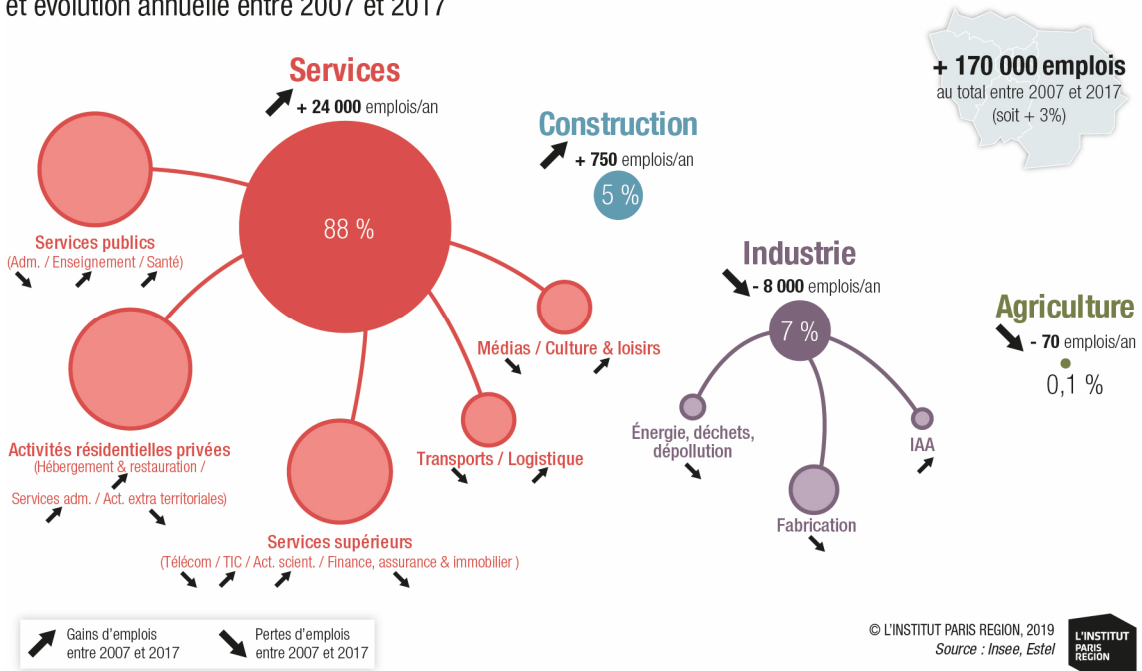 et évolution annuelle entre 2007 et 2017
+ 170 000 emplois
au total entre 2007 et 2017
(soit + 3%)
Services
+ 24 000 emplois/an
88 %
Construction
+ 750 emplois/an
5 %
Services publics
(Adm. / Enseignement / Santé)
Industrie
- 8 000 emplois/an
7 %
Agriculture
- 70 emplois/an
0,1 %
Médias / Culture & loisirs
Activités résidentielles privées
(Hébergement & restauration /
Services adm. / Act. extra territoriales)
Transports / Logistique
Énergie, déchets,
dépollution
IAA
Fabrication
Services supérieurs
(Télécom / TIC / Act. scient. / Finance, assurance & immobilier )
Gains d'emplois
entre 2007 et 2017
Pertes d'emplois
entre 2007 et 2017
© L'INSTITUT PARIS REGION, 2019
Source : Insee, Estel
L'INSTITUT
PARIS
REGION